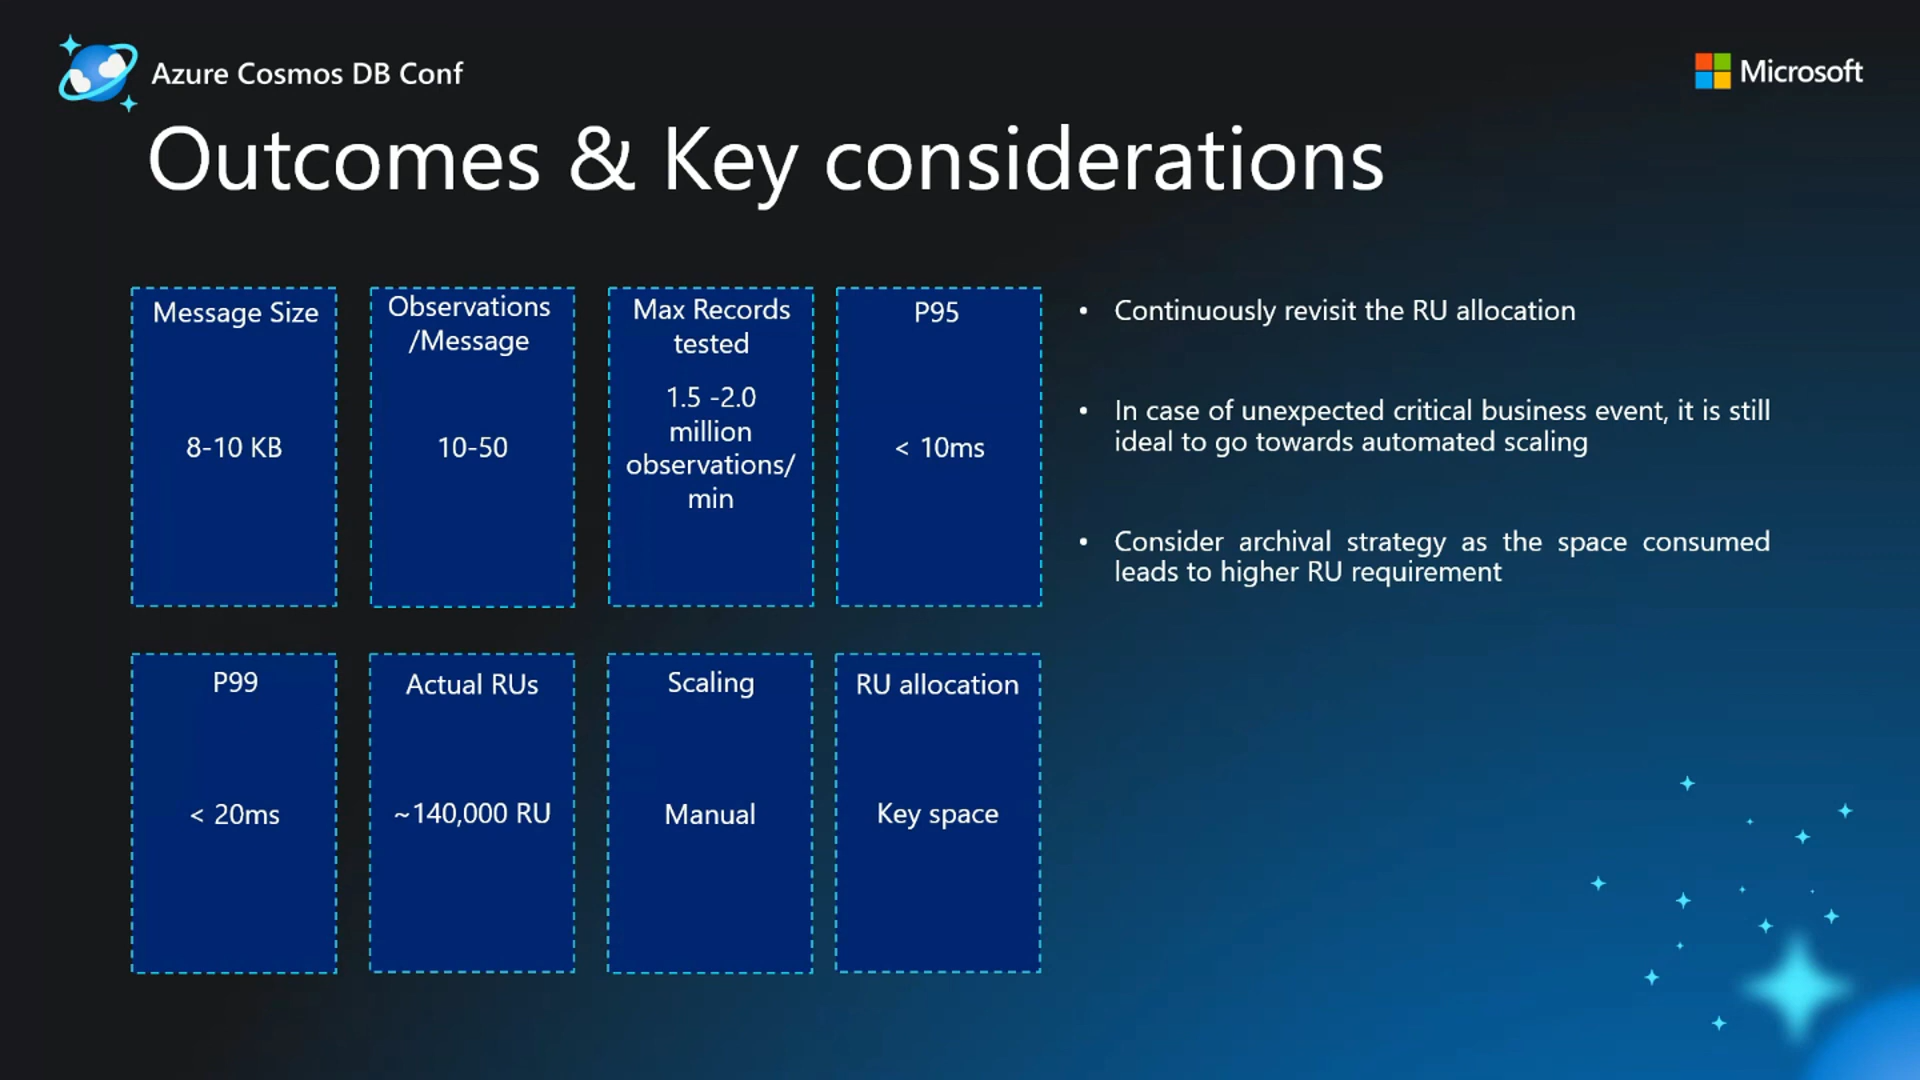 Azure Cosmos DB Conf
Microsoft
Outcomes & Key considerations
Message Size
8-10 KB
Observations
/Message
10-50
Max Records
tested
1.5 -2.0
million
observations/
min
P95
< 10ms
P99
< 20ms
Actual RUs
~140,000 RU
Scaling
Manual
RU allocation
Key space
• Continuously revisit the RU allocation
• In case of unexpected critical business event, it is still
ideal to go towards automated scaling
• Consider archival strategy as the space consumed
leads to higher RU requirement